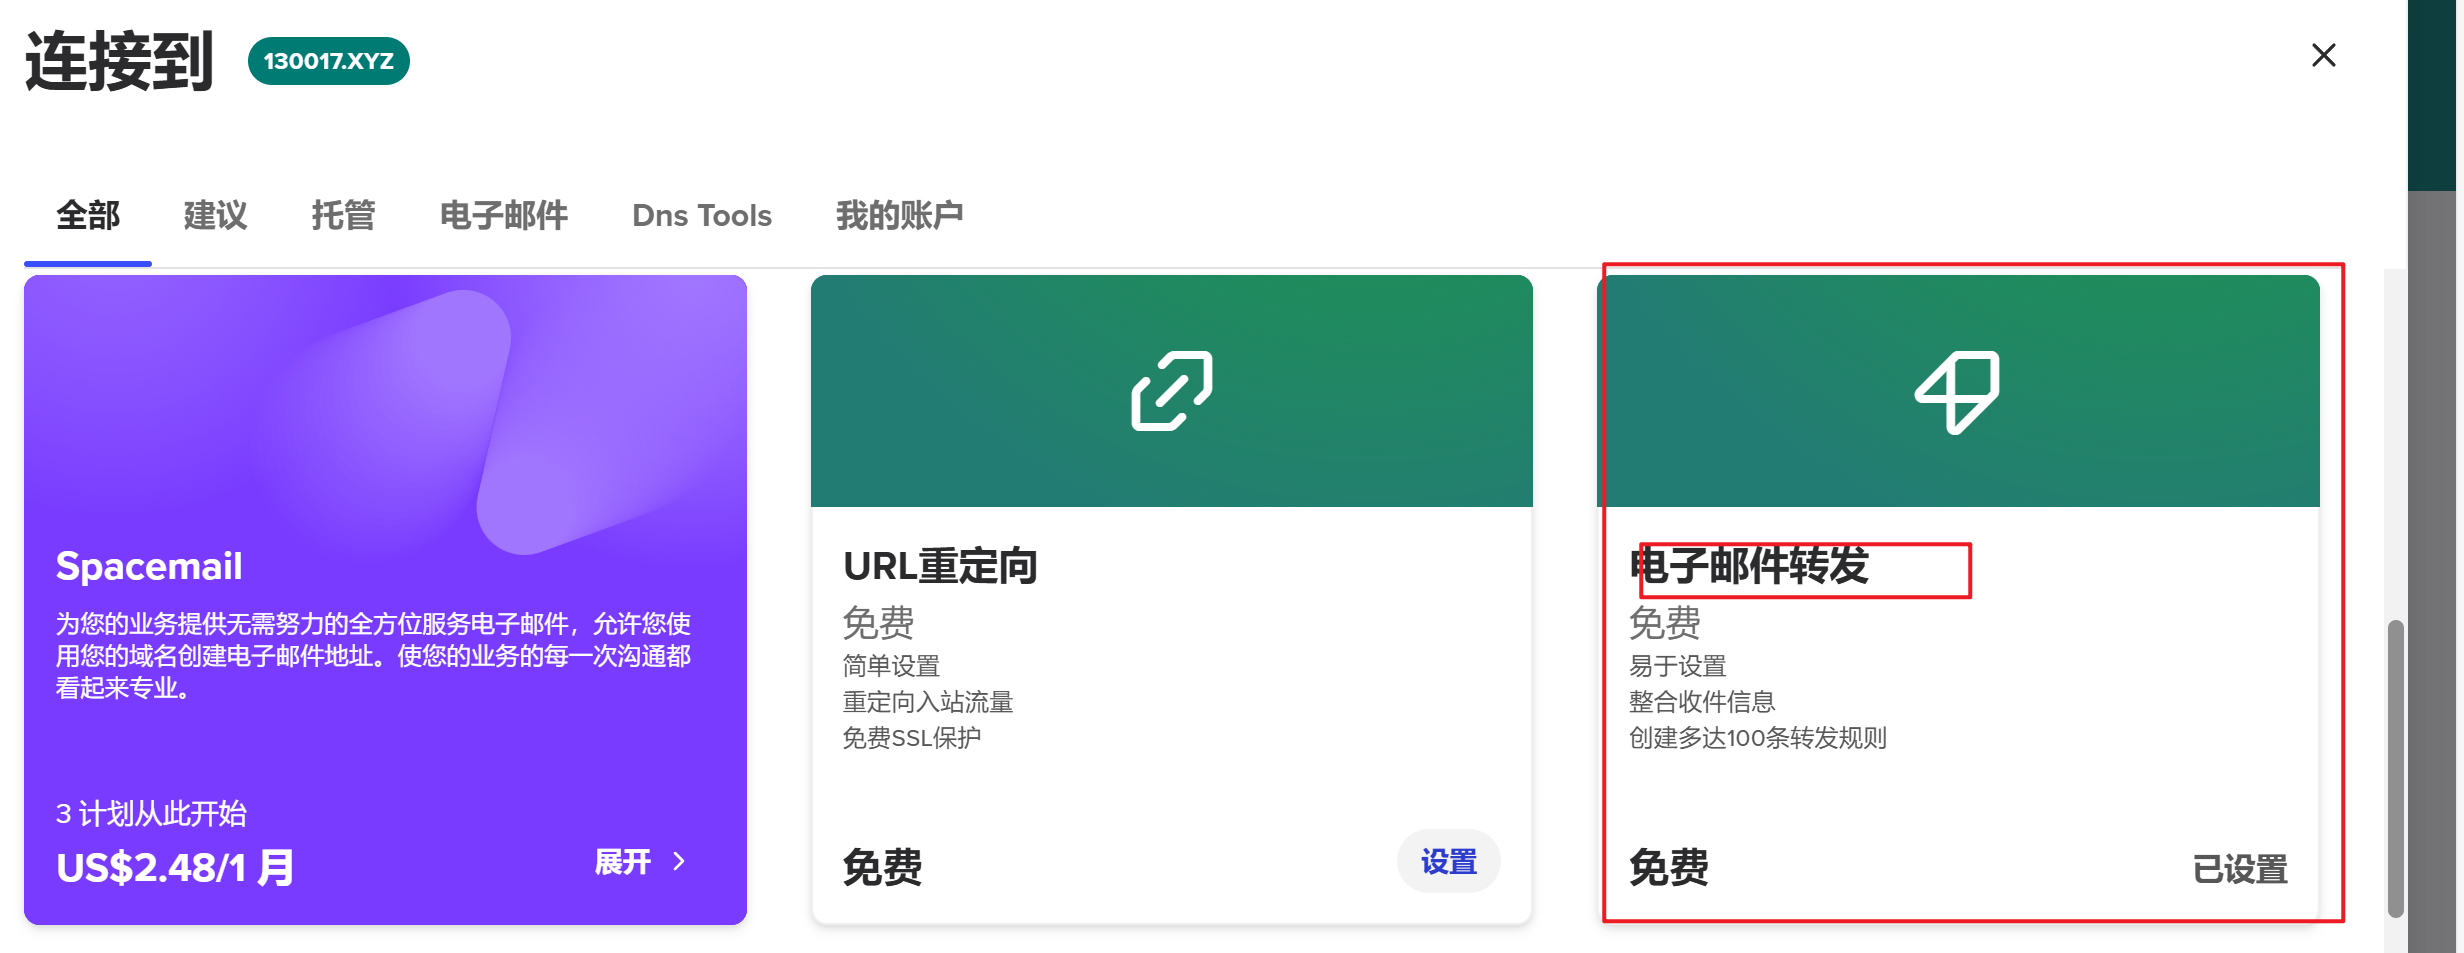 连接到
130017.XYZ
全部
建议
托管
电子邮件
Dns Tools
我的账户
Spacemail
为您的业务提供无需努力的全方位服务电子邮件，允许您使
用您的域名创建电子邮件地址。使您的业务的每一次沟通都
看起来专业。
3 计划从此开始
US$2.48/1 月
展开
URL重定向
免费
简单设置
重定向入站流量
免费SSL保护
免费
设置
电子邮件转发
免费
易于设置
整合收件信息
创建多达100条转发规则
免费
已设置